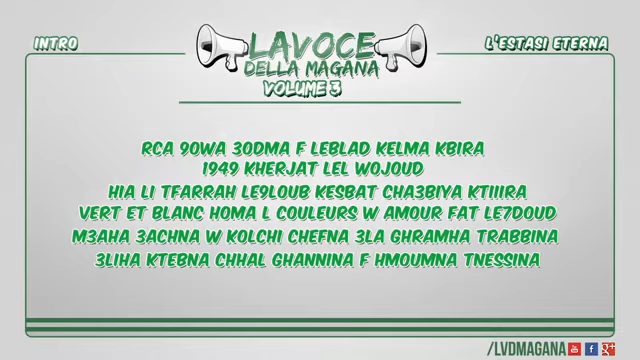 INTRO
L'ESTASI ETERNA
LAVOCE
DELLA MAGANA
VOLUME 3
RCA 9OWA 3ODMA F LEBLAD KELMA KBIRA
1949 KHERJAT LEL WOJOUD
HIA LI TFARRAH LE9LOUB KESBAT CHA3BIYA KTIIIRA
VERT ET BLANC HOMA L COULEURS W AMOUR FAT LE7DOUD
M3AHA 3ACHNA W KOLCHI CHEFNA 3LA GHRAMHA TRABBINA
3LIHA KTEBNA CHHAL GHANNINA F HMOUMNA TNESSINA
/LVDMAGANA